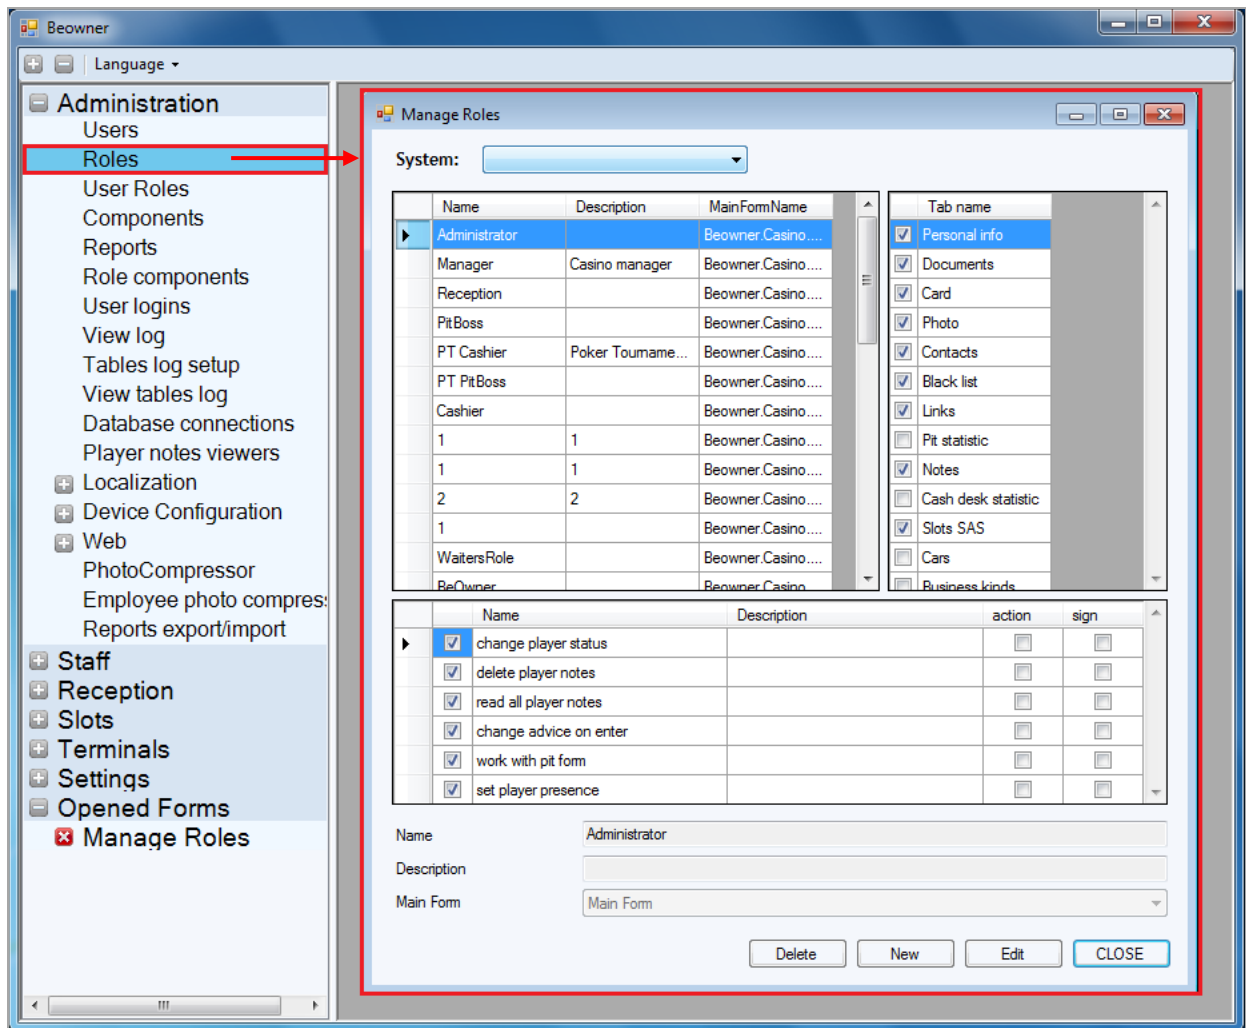 Beowner
Language
Administration
Users
Roles
User Roles
Components
Reports
Role components
User logins
View log
Tables log setup
View tables log
Database connections
Player notes viewers
Localization
Device Configuration
Web
PhotoCompressor
Employee photo compres
Reports export/import
Staff
Reception
Slots
Terminals
Settings
Opened Forms
Manage Roles
Manage Roles
System:
Name Description MainFormName
Administrator Beowner.Casino....
Manager Casino manager Beowner.Casino....
Reception Beowner.Casino....
PitBoss Beowner.Casino....
PT Cashier Poker Tourname... Beowner.Casino....
PT PitBoss Beowner.Casino....
Cashier Beowner.Casino....
1 1 Beowner.Casino....
1 1 Beowner.Casino....
2 2 Beowner.Casino....
1 Beowner.Casino....
WaitersRole Beowner.Casino....
BeOwner Beowner.Casino....
Tab name
Personal info
Documents
Card
Photo
Contacts
Black list
Links
Pit statistic
Notes
Cash desk statistic
Slots SAS
Cars
Business kinds
Name Description action sign
change player status
delete player notes
read all player notes
change advice on enter
work with pit form
set player presence
Name Administrator
Description
Main Form Main Form
Delete New Edit CLOSE